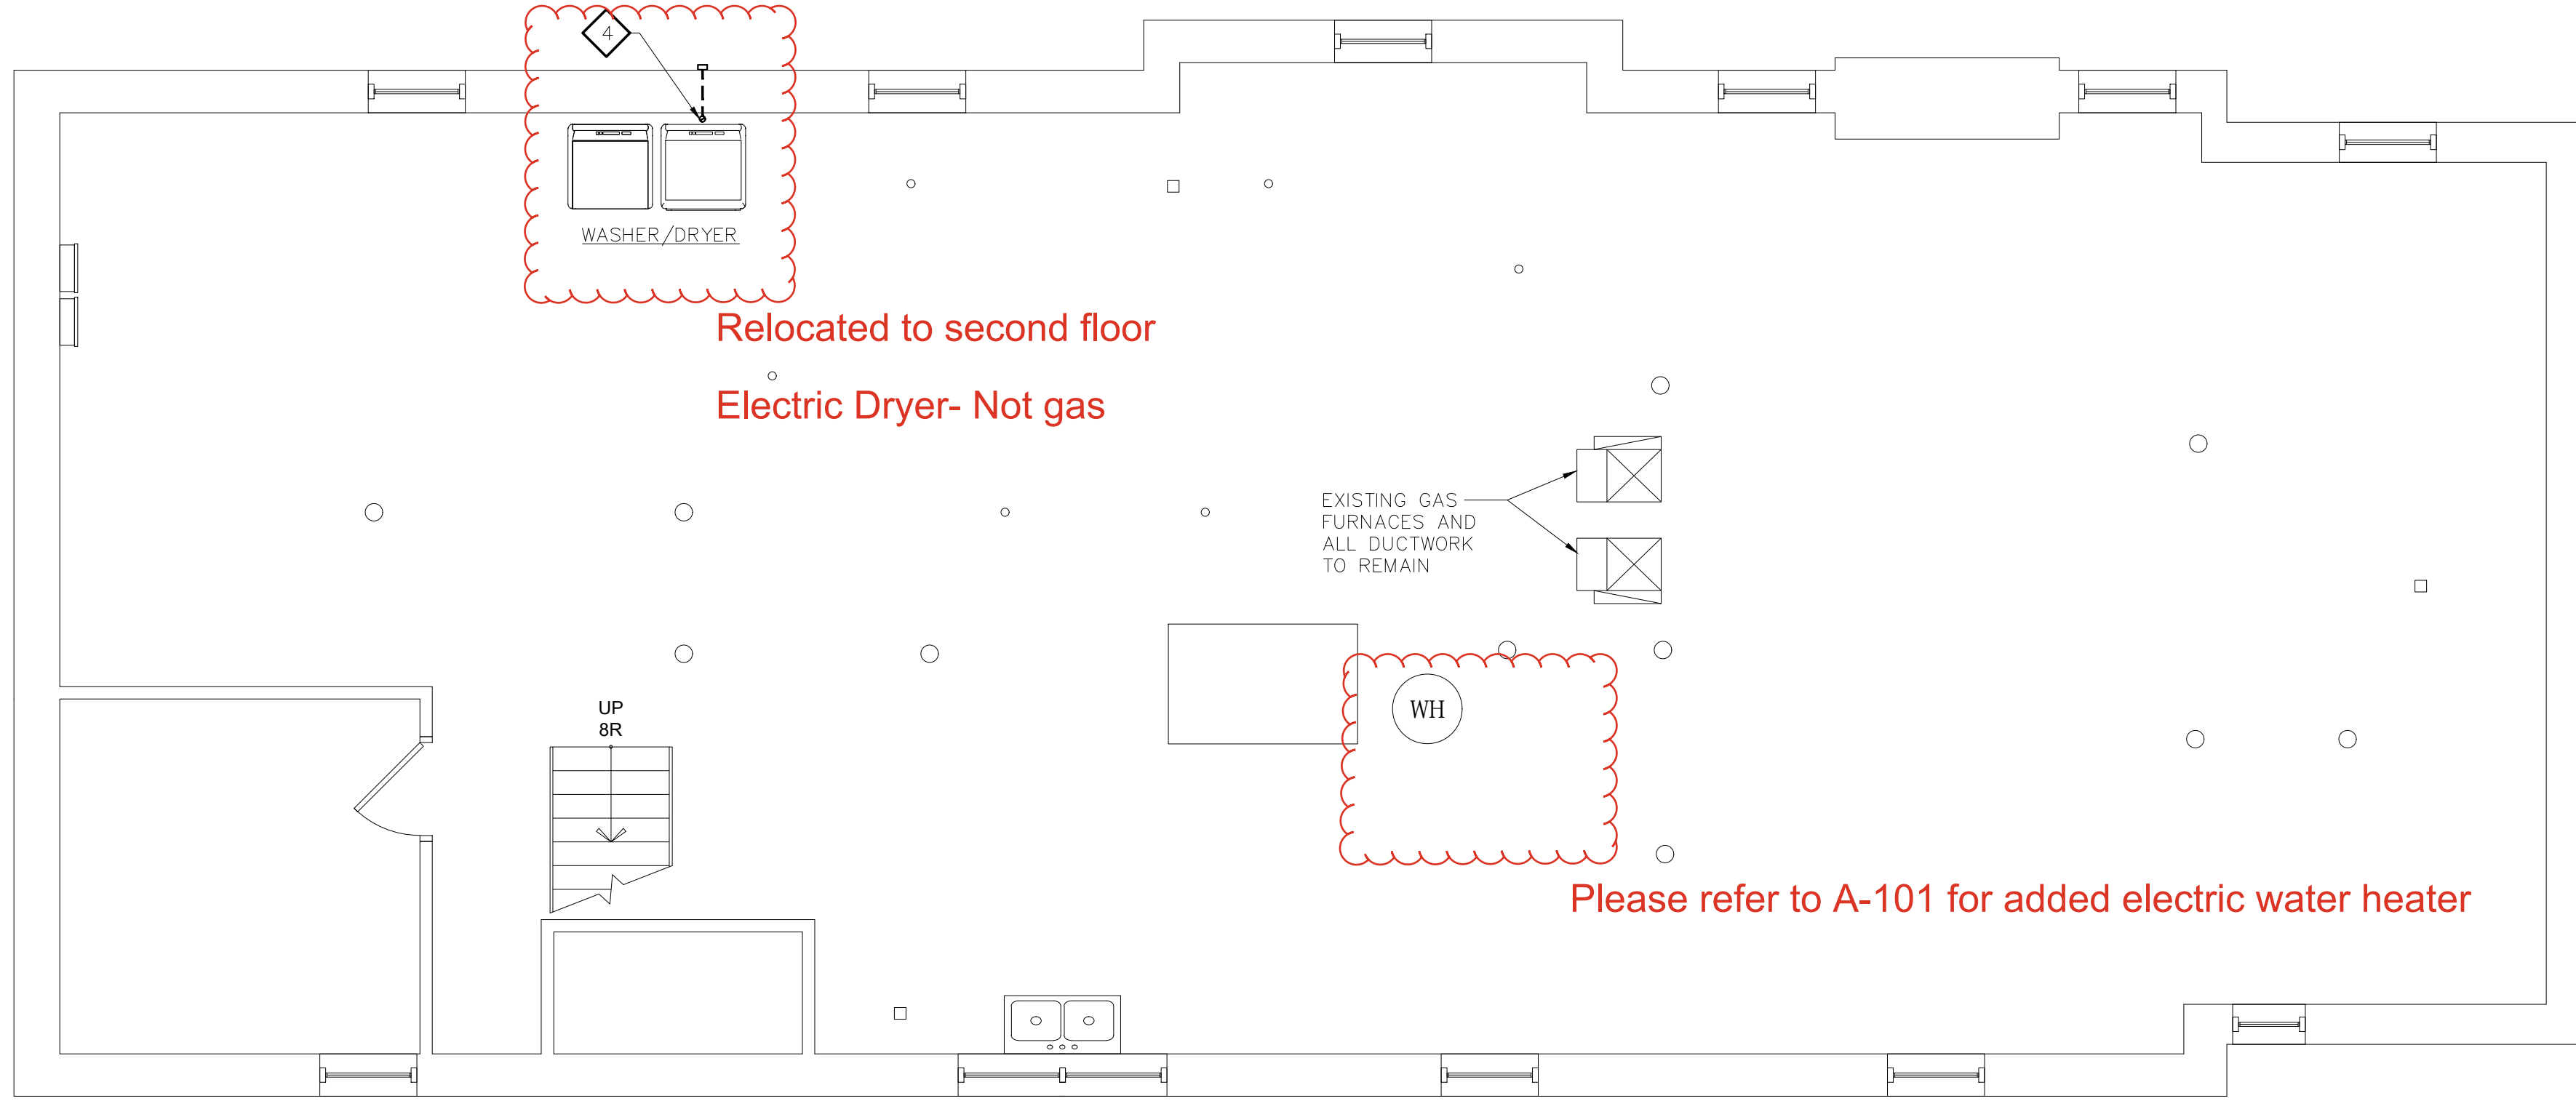 4
WASHER/DRYER
Relocated to second floor
Electric Dryer- Not gas
EXISTING GAS
FURNACES AND
ALL DUCTWORK
TO REMAIN
UP
8R
WH
Please refer to A-101 for added electric water heater